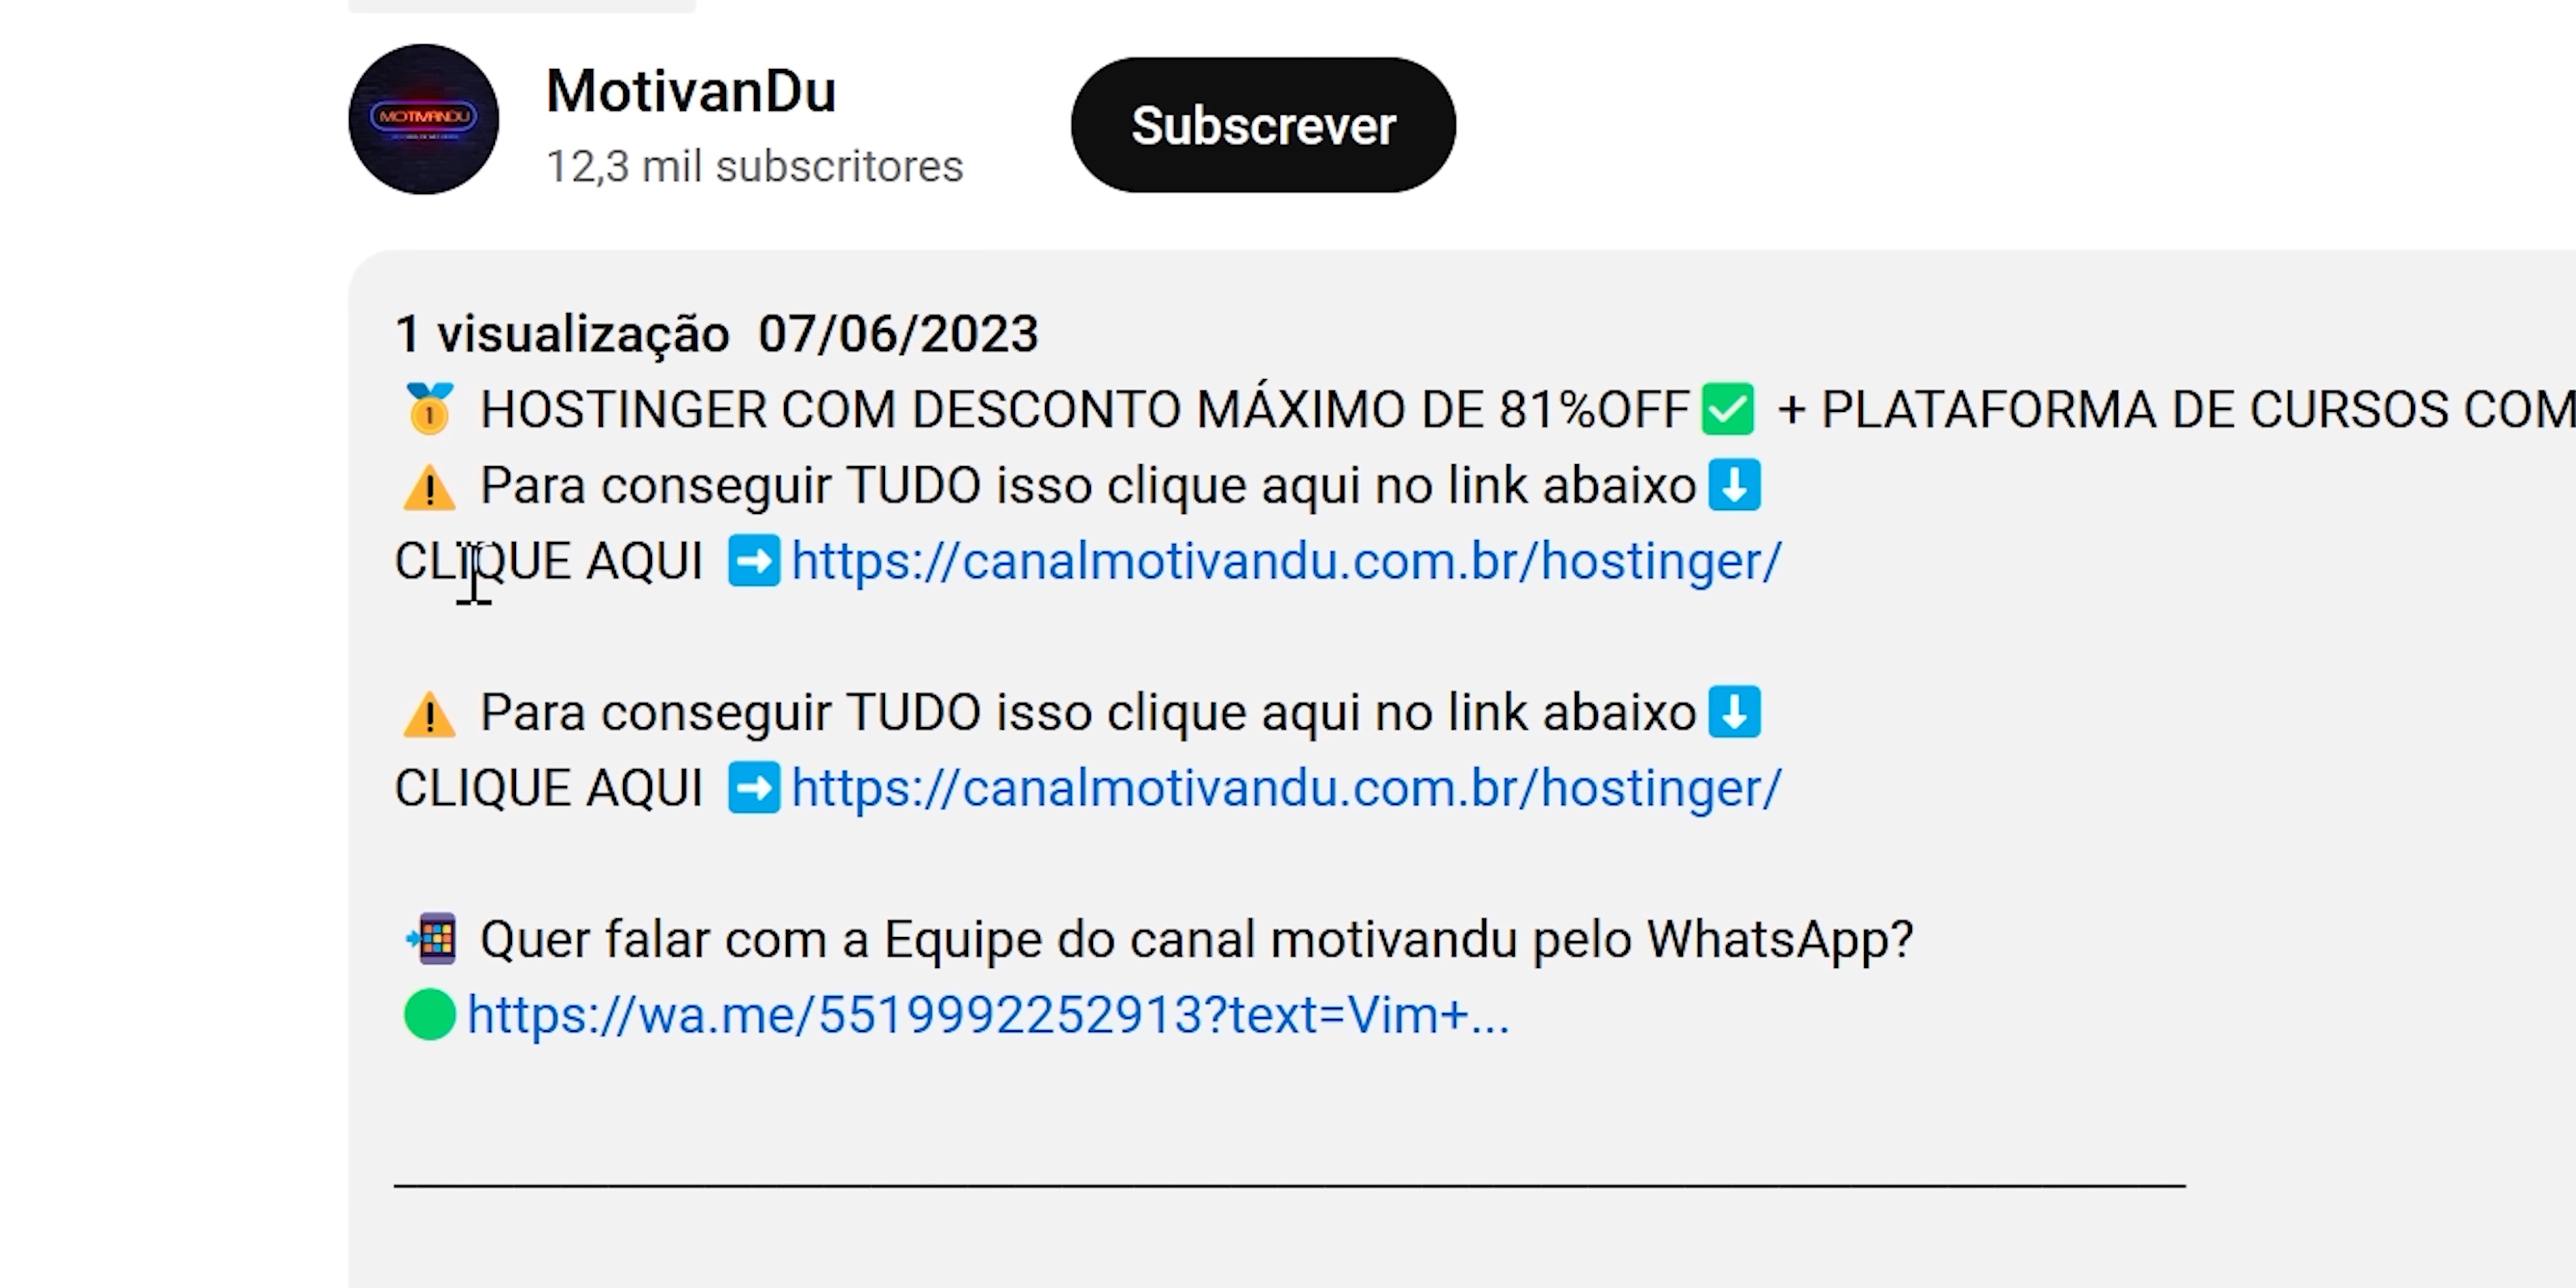 MOTIVANDU
MotivanDu
Subscrever
12,3 mil subscritores
1 visualização 07/06/2023
🥇 HOSTINGER COM DESCONTO MÁXIMO DE 81%OFF✅ + PLATAFORMA DE CURSOS COM
⚠️ Para conseguir TUDO isso clique aqui no link abaixo⬇️
CLIQUE AQUI ➡️https://canalmotivandu.com.br/hostinger/
⚠️ Para conseguir TUDO isso clique aqui no link abaixo⬇️
CLIQUE AQUI ➡️https://canalmotivandu.com.br/hostinger/
📲 Quer falar com a Equipe do canal motivandu pelo WhatsApp?
🟢https://wa.me/5519992252913?text=Vim+...